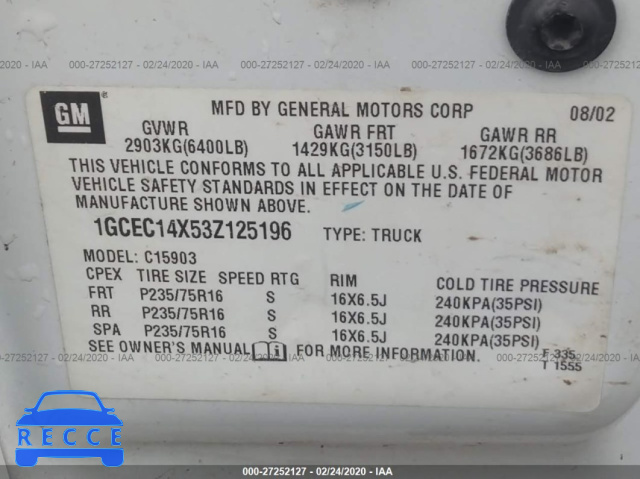 000-27252127 - 02/24/2020 - IAA
GM
MFD BY GENERAL MOTORS CORP 08/02
GVWR GAWR FRT GAWR RR
2903KG(6400LB) 1429KG(3150LB) 1672KG(3686LB)
THIS VEHICLE CONFORMS TO ALL APPLICABLE U.S. FEDERAL MOTOR
VEHICLE SAFETY STANDARDS IN EFFECT ON THE DATE OF
MANUFACTURE SHOWN ABOVE.
1GCEC14X53Z125196 TYPE: TRUCK
MODEL: C15903
CPEX TIRE SIZE SPEED RTG RIM COLD TIRE PRESSURE
FRT P235/75R16 S 16X6.5J 240KPA(35PSI)
RR P235/75R16 S 16X6.5J 240KPA(35PSI)
SPA P235/75R16 S 16X6.5J 240KPA(35PSI)
SEE OWNER'S MANUAL i FOR MORE INFORMATION.
F 335
T 1555
RECCE
000-27252127 - 02/24/2020 - IAA